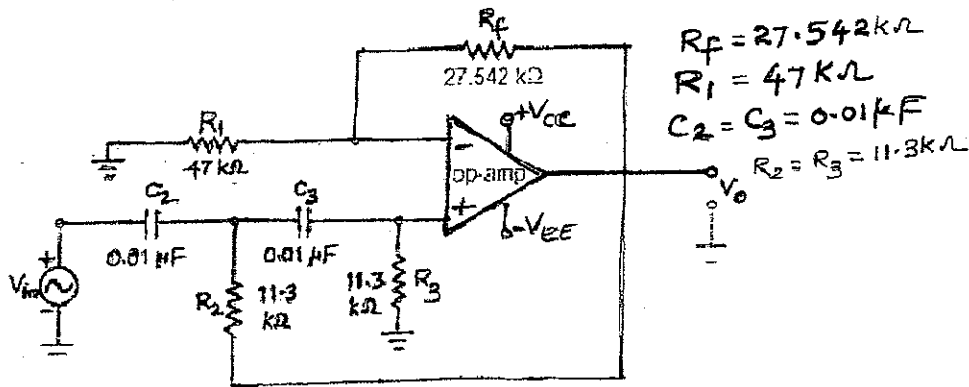 Rf
27.542 kΩ
Rf = 27.542kΩ
R1 = 47KΩ
C2 = C3 = 0.01μF
R2 = R3 = 11.3kΩ
R1
47kΩ
+VCC
-
op-amp
+
-VEE
Vo
C2
0.01 μF
C3
0.01 μF
+
Vin
-
R2
11.3
kΩ
11.3
kΩ
R3